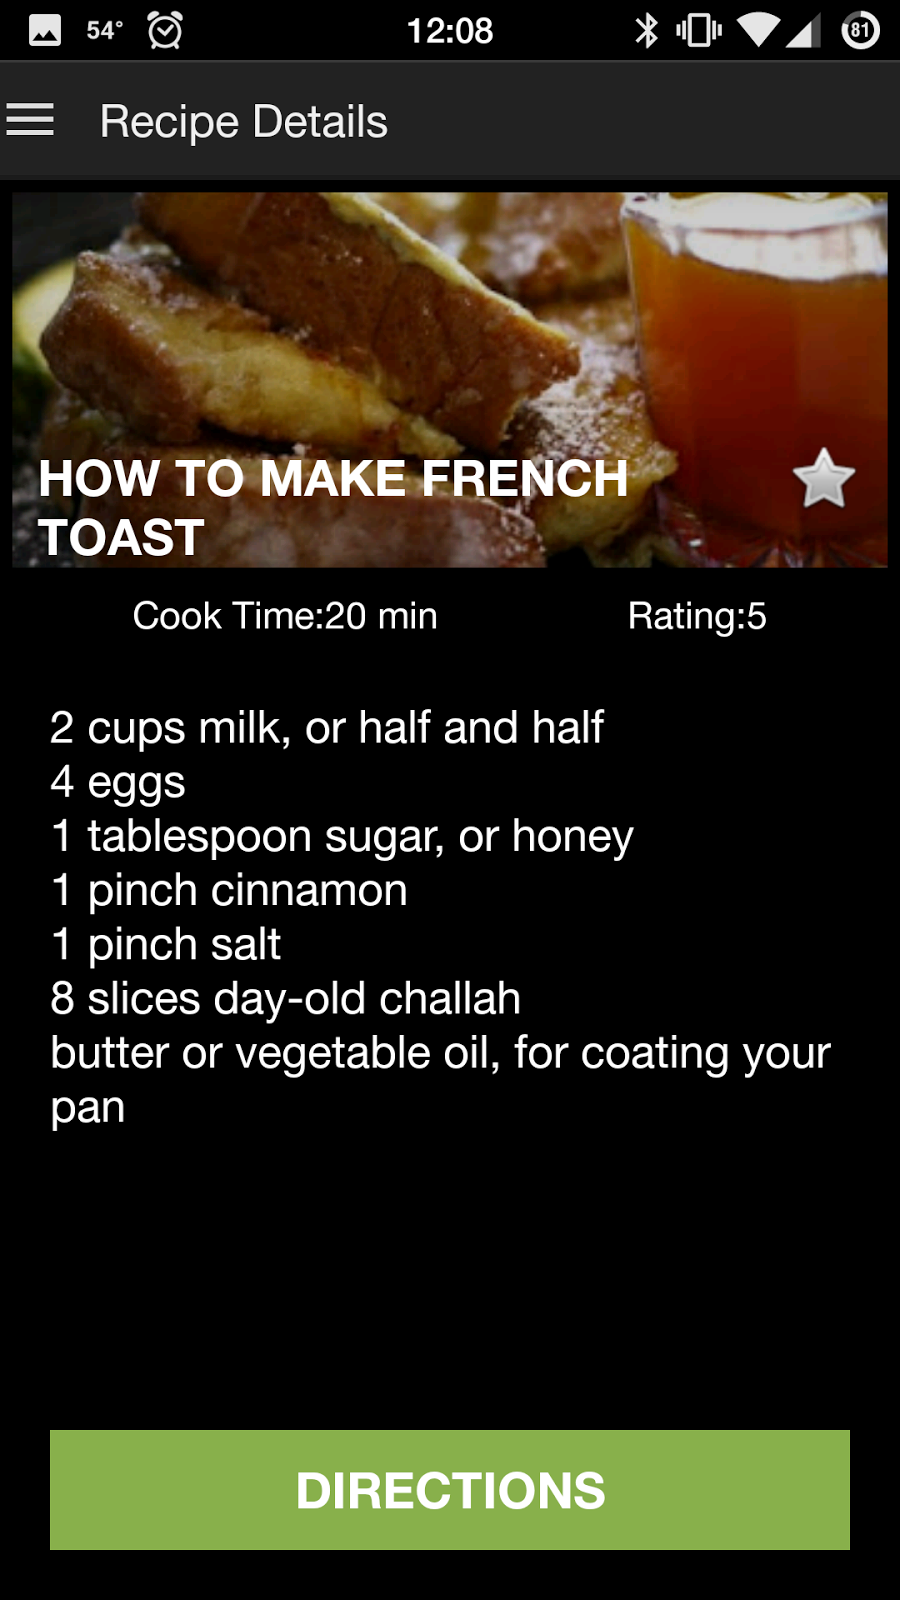 54° 12:08 81
Recipe Details
HOW TO MAKE FRENCH
TOAST
Cook Time:20 min Rating:5
2 cups milk, or half and half
4 eggs
1 tablespoon sugar, or honey
1 pinch cinnamon
1 pinch salt
8 slices day-old challah
butter or vegetable oil, for coating your
pan
DIRECTIONS